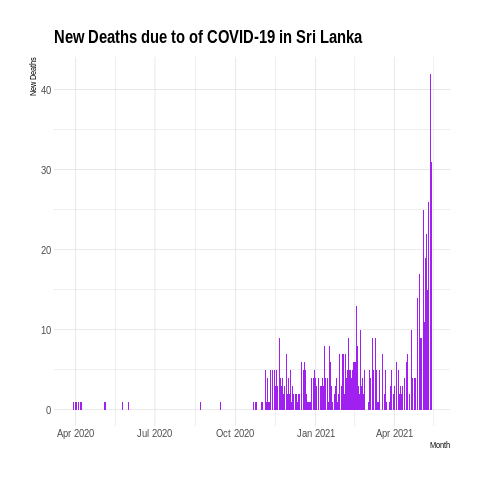 New Deaths due to of COVID-19 in Sri Lanka
New Deaths
40
30
20
10
0
Apr 2020 Jul 2020 Oct 2020 Jan 2021 Apr 2021
Month